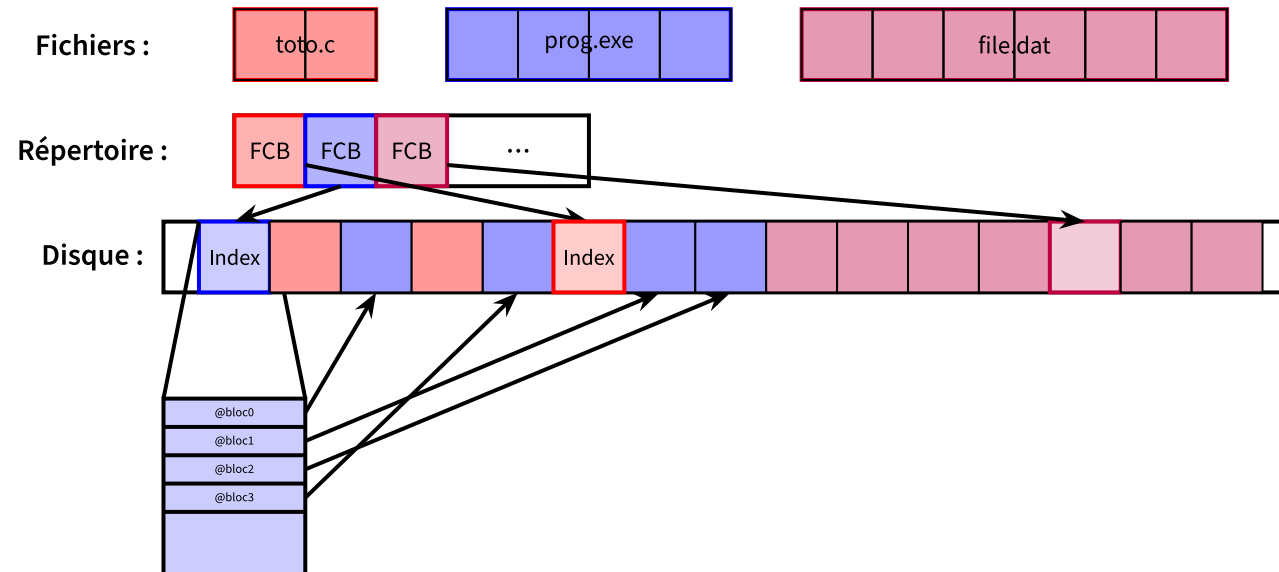 Fichiers : toto.c prog.exe file.dat
Répertoire : FCB FCB FCB ...
Disque : Index Index
@bloc0
@bloc1
@bloc2
@bloc3